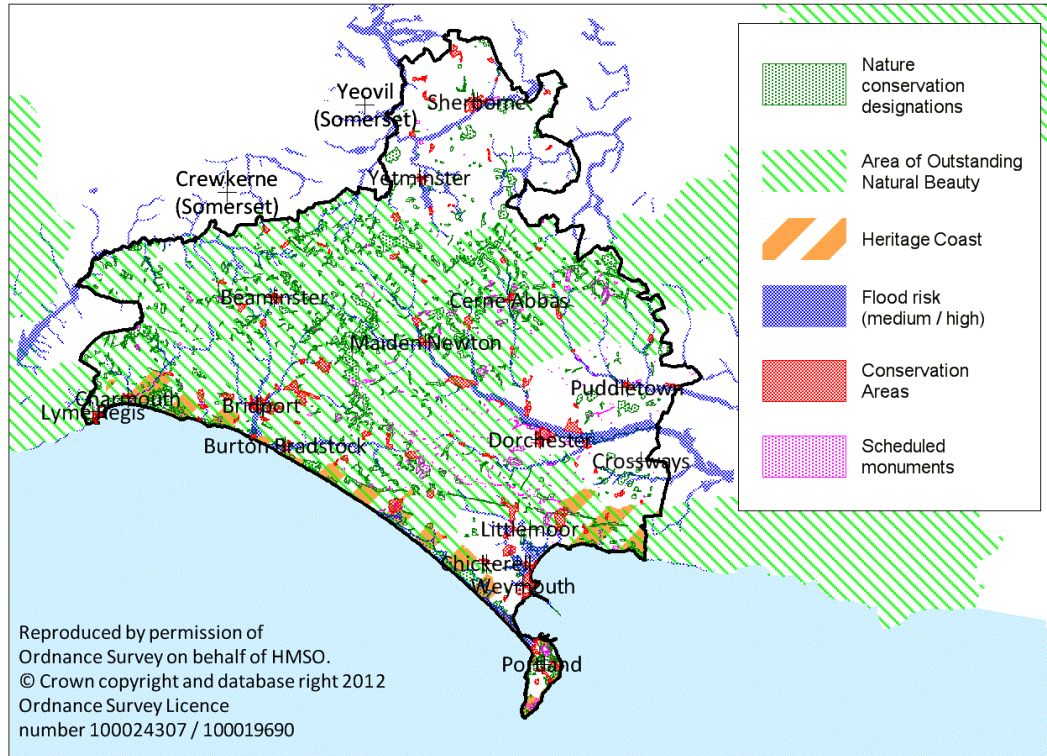 Yeovil
(Somerset)
Sherborne
Crewkerne
(Somerset)
Yetminster
Beaminster
Cerne Abbas
Maiden Newton
Puddletown
Charmouth
Lyme Regis
Bridport
Dorchester
Burton Bradstock
Crossways
Littlemoor
Chickerell
Weymouth
Portland
Nature
conservation
designations
Area of Outstanding
Natural Beauty
Heritage Coast
Flood risk
(medium / high)
Conservation
Areas
Scheduled
monuments
Reproduced by permission of
Ordnance Survey on behalf of HMSO.
© Crown copyright and database right 2012
Ordnance Survey Licence
number 100024307 / 100019690